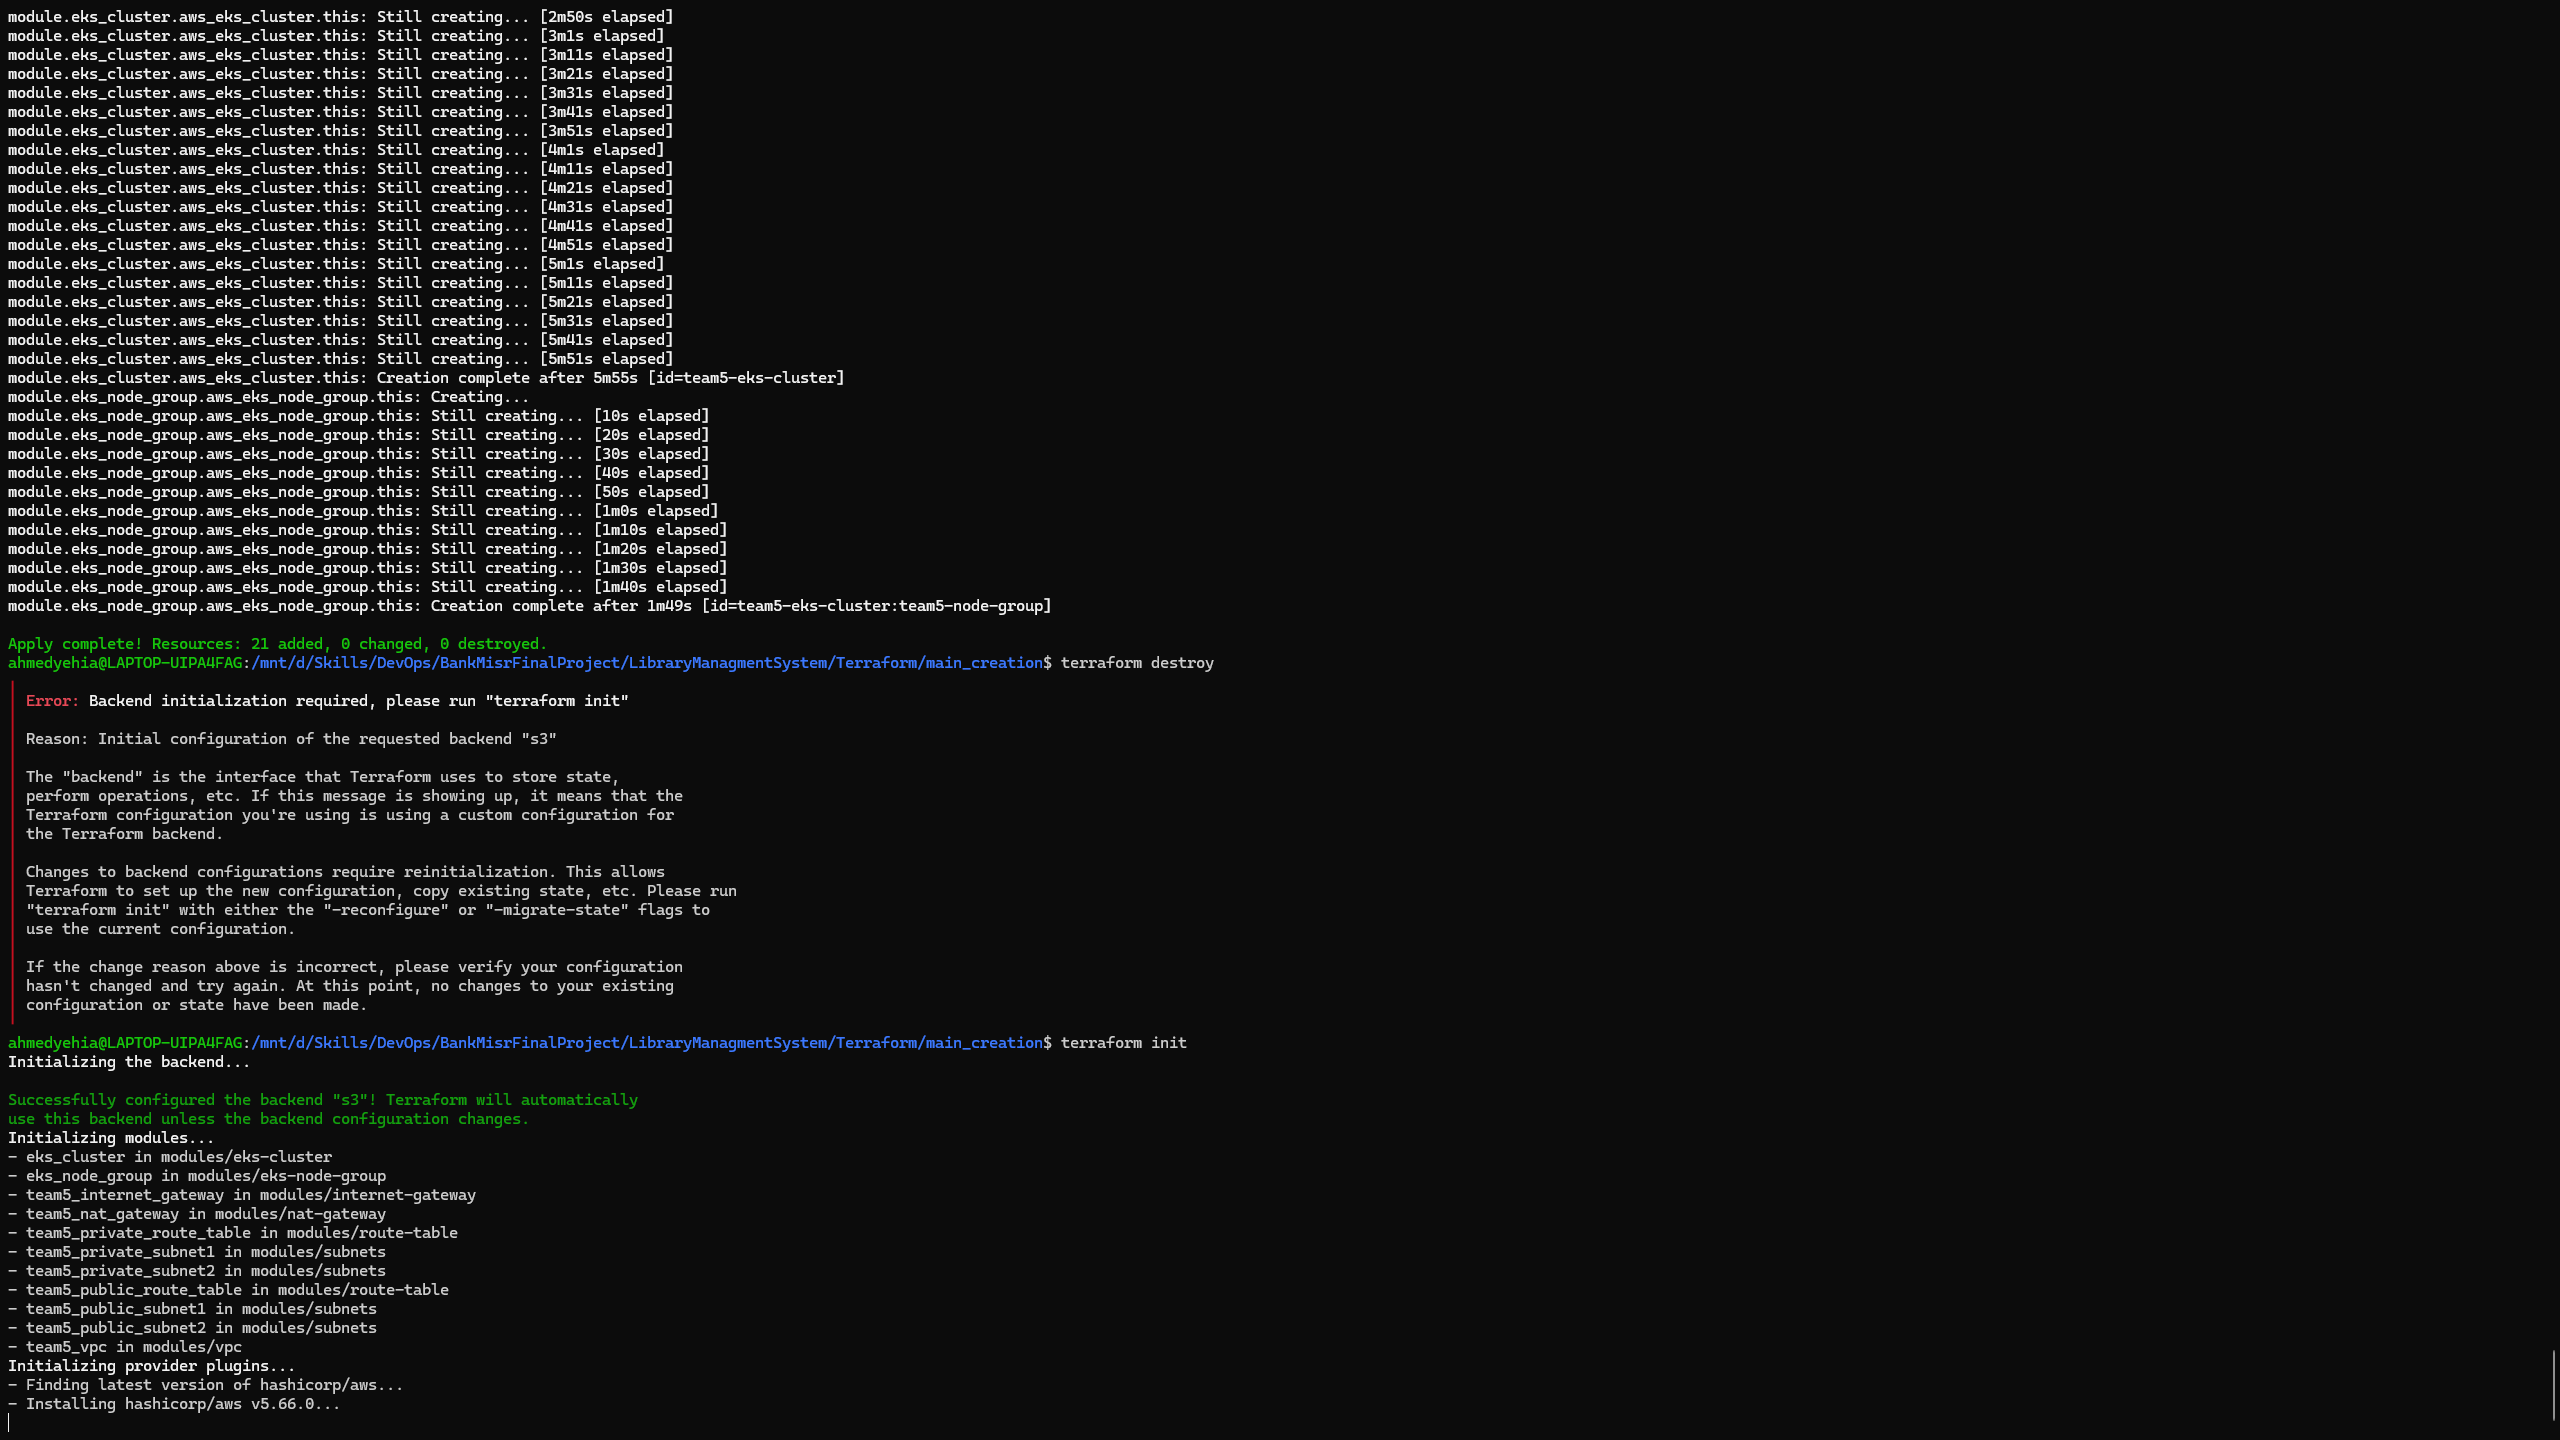 module.eks_cluster.aws_eks_cluster.this: Still creating... [2m50s elapsed]
module.eks_cluster.aws_eks_cluster.this: Still creating... [3m1s elapsed]
module.eks_cluster.aws_eks_cluster.this: Still creating... [3m11s elapsed]
module.eks_cluster.aws_eks_cluster.this: Still creating... [3m21s elapsed]
module.eks_cluster.aws_eks_cluster.this: Still creating... [3m31s elapsed]
module.eks_cluster.aws_eks_cluster.this: Still creating... [3m41s elapsed]
module.eks_cluster.aws_eks_cluster.this: Still creating... [3m51s elapsed]
module.eks_cluster.aws_eks_cluster.this: Still creating... [4m1s elapsed]
module.eks_cluster.aws_eks_cluster.this: Still creating... [4m11s elapsed]
module.eks_cluster.aws_eks_cluster.this: Still creating... [4m21s elapsed]
module.eks_cluster.aws_eks_cluster.this: Still creating... [4m31s elapsed]
module.eks_cluster.aws_eks_cluster.this: Still creating... [4m41s elapsed]
module.eks_cluster.aws_eks_cluster.this: Still creating... [4m51s elapsed]
module.eks_cluster.aws_eks_cluster.this: Still creating... [5m1s elapsed]
module.eks_cluster.aws_eks_cluster.this: Still creating... [5m11s elapsed]
module.eks_cluster.aws_eks_cluster.this: Still creating... [5m21s elapsed]
module.eks_cluster.aws_eks_cluster.this: Still creating... [5m31s elapsed]
module.eks_cluster.aws_eks_cluster.this: Still creating... [5m41s elapsed]
module.eks_cluster.aws_eks_cluster.this: Still creating... [5m51s elapsed]
module.eks_cluster.aws_eks_cluster.this: Creation complete after 5m55s [id=team5-eks-cluster]
module.eks_node_group.aws_eks_node_group.this: Creating...
module.eks_node_group.aws_eks_node_group.this: Still creating... [10s elapsed]
module.eks_node_group.aws_eks_node_group.this: Still creating... [20s elapsed]
module.eks_node_group.aws_eks_node_group.this: Still creating... [30s elapsed]
module.eks_node_group.aws_eks_node_group.this: Still creating... [40s elapsed]
module.eks_node_group.aws_eks_node_group.this: Still creating... [50s elapsed]
module.eks_node_group.aws_eks_node_group.this: Still creating... [1m0s elapsed]
module.eks_node_group.aws_eks_node_group.this: Still creating... [1m10s elapsed]
module.eks_node_group.aws_eks_node_group.this: Still creating... [1m20s elapsed]
module.eks_node_group.aws_eks_node_group.this: Still creating... [1m30s elapsed]
module.eks_node_group.aws_eks_node_group.this: Still creating... [1m40s elapsed]
module.eks_node_group.aws_eks_node_group.this: Creation complete after 1m49s [id=team5-eks-cluster:team5-node-group]
Apply complete! Resources: 21 added, 0 changed, 0 destroyed.
ahmedyehia@LAPTOP-UIPA4FAG:/mnt/d/Skills/DevOps/BankMisrFinalProject/LibraryManagmentSystem/Terraform/main_creation$ terraform destroy
Error: Backend initialization required, please run "terraform init"
Reason: Initial configuration of the requested backend "s3"
The "backend" is the interface that Terraform uses to store state,
perform operations, etc. If this message is showing up, it means that the
Terraform configuration you're using is using a custom configuration for
the Terraform backend.
Changes to backend configurations require reinitialization. This allows
Terraform to set up the new configuration, copy existing state, etc. Please run
"terraform init" with either the "-reconfigure" or "-migrate-state" flags to
use the current configuration.
If the change reason above is incorrect, please verify your configuration
hasn't changed and try again. At this point, no changes to your existing
configuration or state have been made.
ahmedyehia@LAPTOP-UIPA4FAG:/mnt/d/Skills/DevOps/BankMisrFinalProject/LibraryManagmentSystem/Terraform/main_creation$ terraform init
Initializing the backend...
Successfully configured the backend "s3"! Terraform will automatically
use this backend unless the backend configuration changes.
Initializing modules...
- eks_cluster in modules/eks-cluster
- eks_node_group in modules/eks-node-group
- team5_internet_gateway in modules/internet-gateway
- team5_nat_gateway in modules/nat-gateway
- team5_private_route_table in modules/route-table
- team5_private_subnet1 in modules/subnets
- team5_private_subnet2 in modules/subnets
- team5_public_route_table in modules/route-table
- team5_public_subnet1 in modules/subnets
- team5_public_subnet2 in modules/subnets
- team5_vpc in modules/vpc
Initializing provider plugins...
- Finding latest version of hashicorp/aws...
- Installing hashicorp/aws v5.66.0...